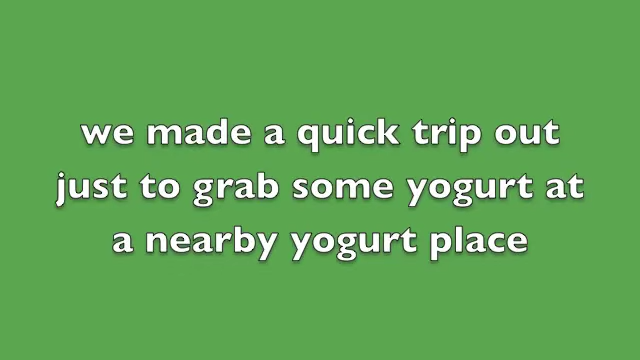 we made a quick trip out
just to grab some yogurt at
a nearby yogurt place